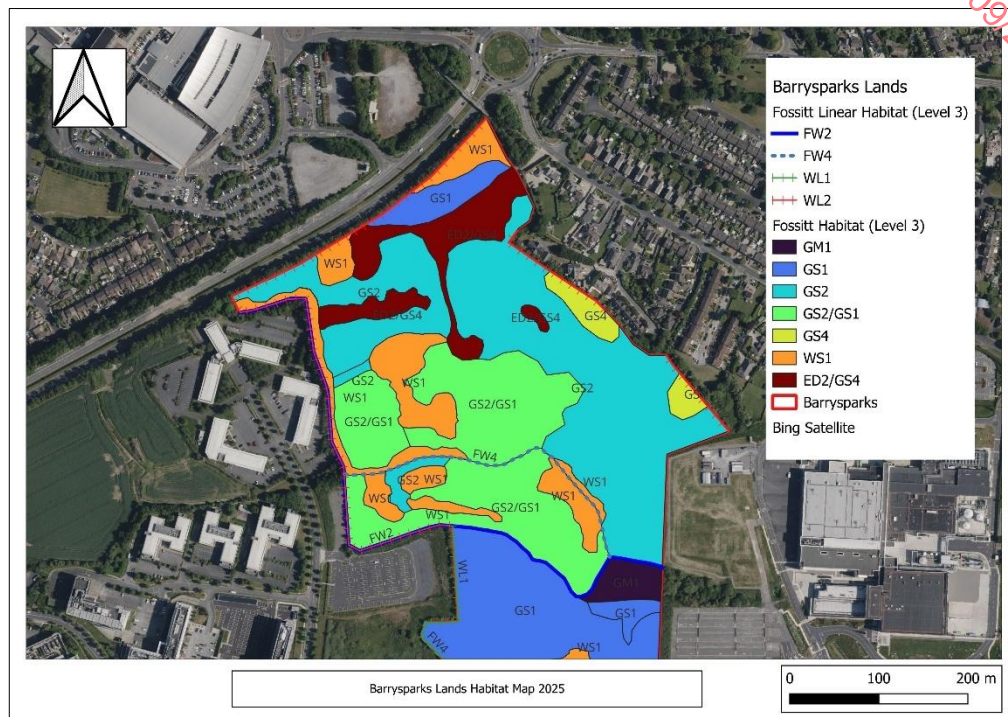 Barrysparks Lands
Fossitt Linear Habitat (Level 3)
FW2
FW4
WL1
WL2
Fossitt Habitat (Level 3)
GM1
GS1
GS2
GS2/GS1
GS4
WS1
ED2/GS4
Barrysparks
Bing Satellite
WS1
GS1
WS1
GS2
ED2/GS4
GS4
GS2
WS1
WS1
GS2
GS2/GS1
GS2/GS1
FW4
GS2
WS1
WS1
WS1
WS1
GS2/GS1
WS1
FW2
WL1
GM1
GS1
GS1
FW4
WS1
Barrysparks Lands Habitat Map 2025
0 100 200 m